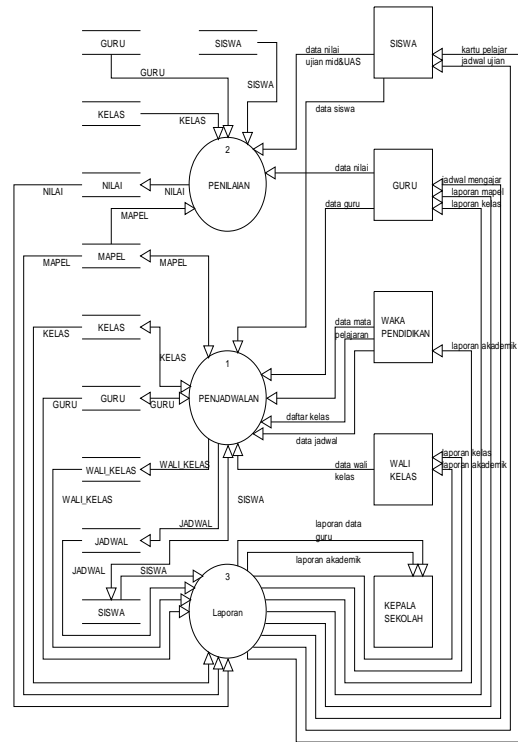 GURU
SISWA
SISWA
data nilai
ujian mid&UAS
kartu pelajar
jadwal ujian
GURU
SISWA
data siswa
KELAS
KELAS
2
PENILAIAN
data nilai
GURU
NILAI
NILAI
NILAI
jadwal mengajar
laporan mapel
laporan kelas
MAPEL
data guru
MAPEL
MAPEL
MAPEL
KELAS
KELAS
KELAS
data mata
pelajaran
WAKA
PENDIDIKAN
laporan akademik
1
PENJADWALAN
GURU
GURU
GURU
daftar kelas
data jadwal
WALI_KELAS
WALI_KELAS
WALI_KELAS
data wali
kelas
WALI
KELAS
laporan kelas
laporan akademik
SISWA
JADWAL
JADWAL
JADWAL
laporan data
guru
laporan akademik
SISWA
SISWA
3
Laporan
KEPALA
SEKOLAH